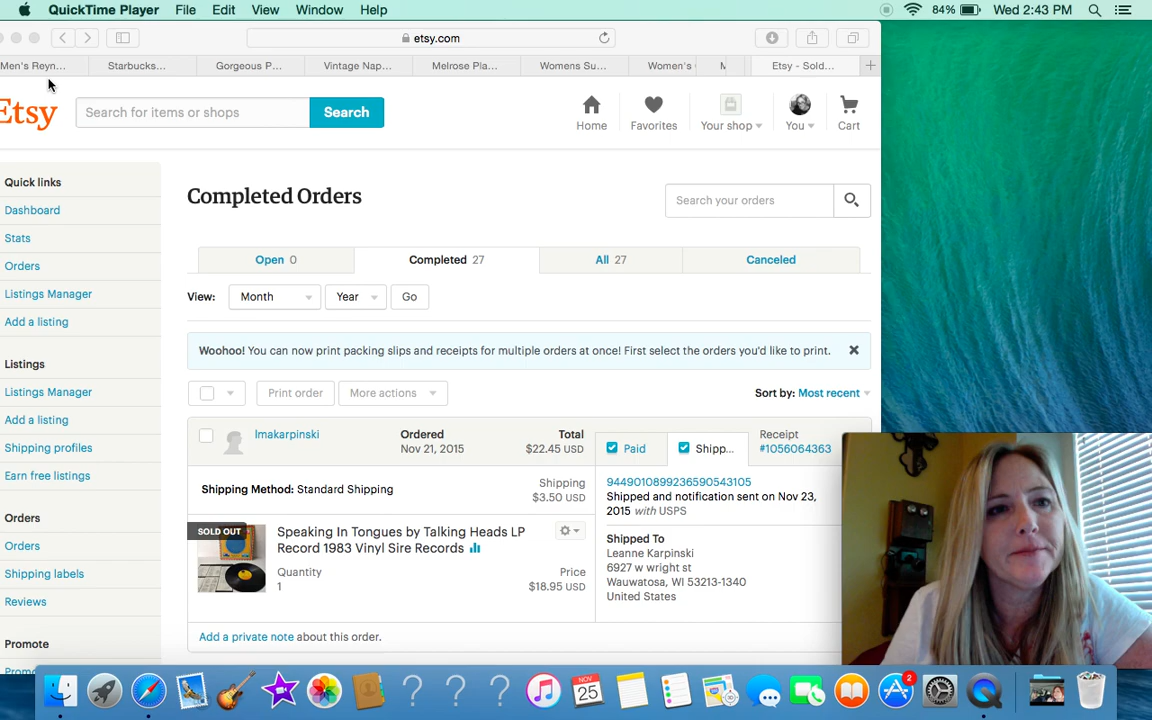 QuickTime Player File Edit View Window Help 84% Wed 2:43 PM
etsy.com
Men's Reyn... Starbucks... Gorgeous P... Vintage Nap... Melrose Pla... Womens Su... Women's Etsy - Sold...
Etsy Search for items or shops Search Home Favorites Your shop You Cart
Quick links
Dashboard
Stats
Orders
Listings Manager
Add a listing
Listings
Listings Manager
Add a listing
Shipping profiles
Earn free listings
Orders
Orders
Shipping labels
Reviews
Promote
Completed Orders Search your orders
Open 0 Completed 27 All 27 Canceled
View: Month Year Go
Woohoo! You can now print packing slips and receipts for multiple orders at once! First select the orders you'd like to print.
Print order More actions Sort by: Most recent
Ordered Total
Nov 21, 2015 $22.45 USD
Paid Shipp...
Receipt
#1056064363
Shipping Method: Standard Shipping
Shipping
$3.50 USD
9449010899236590543105
Shipped and notification sent on Nov 23,
2015 with USPS
SOLD OUT
Speaking In Tongues by Talking Heads LP
Record 1983 Vinyl Sire Records
Quantity
1
Price
$18.95 USD
Shipped To
Leanne Karpinski
6927 w wright st
Wauwatosa, WI 53213-1340
United States
Add a private note about this order.
NOV
25
2